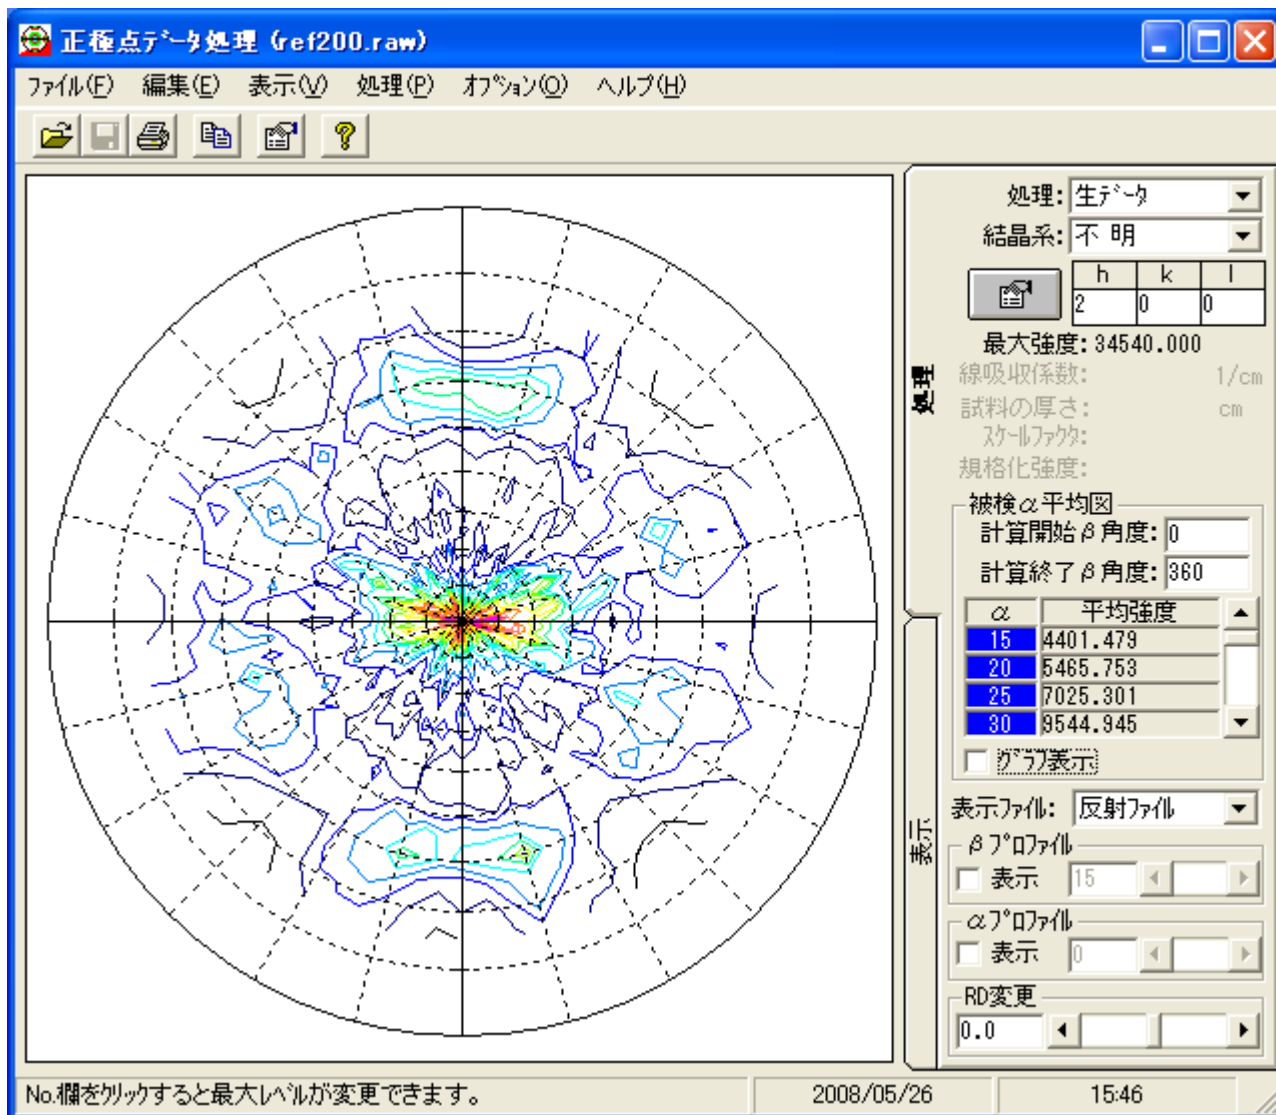 正極点ﾃﾞｰﾀ処理 (ref200.raw)
ﾌｧｲﾙ(F) 編集(E) 表示(V) 処理(P) ｵﾌﾟｼｮﾝ(O) ﾍﾙﾌﾟ(H)
処理: 生ﾃﾞｰﾀ
結晶系: 不 明
h k l
2 0 0
最大強度: 34540.000
線吸収係数: 1/cm
試料の厚さ: cm
ｽｹｰﾙﾌｧｸﾀ:
規格化強度:
処理
被検α平均図
計算開始β角度: 0
計算終了β角度: 360
α 平均強度
15 4401.479
20 5465.753
25 7025.301
30 9544.945
ｸﾞﾗﾌ表示
表示ﾌｧｲﾙ: 反射ﾌｧｲﾙ
表示
βﾌﾟﾛﾌｧｲﾙ
表示 15
αﾌﾟﾛﾌｧｲﾙ
表示 0
RD変更
0.0
No.欄をｸﾘｯｸすると最大ﾚﾍﾞﾙが変更できます。 2008/05/26 15:46